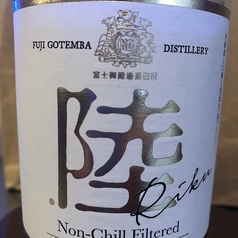 FUJI GOTEMBA DISTILLERY
富士御殿場蒸溜所
陸
®
Riku
Non-Chill Filtered